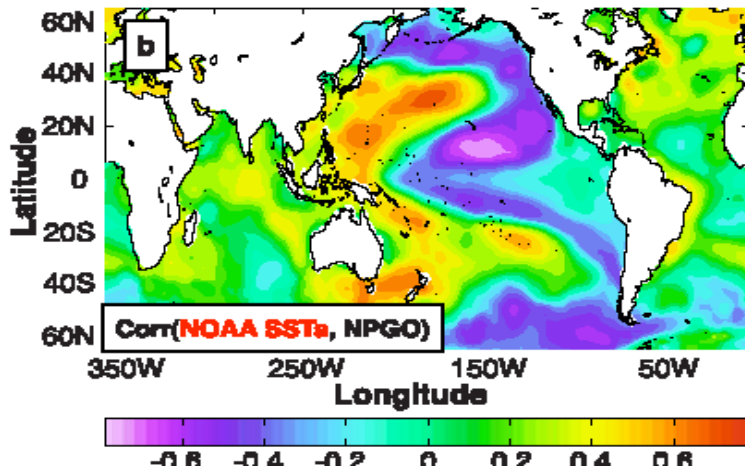 b
60N
40N
20N
0
20S
40S
60N
Latitude
Corr(NOAA SSTa, NPGO)
350W 250W 150W 50W
Longitude
-0.6 -0.4 -0.2 0 0.2 0.4 0.6